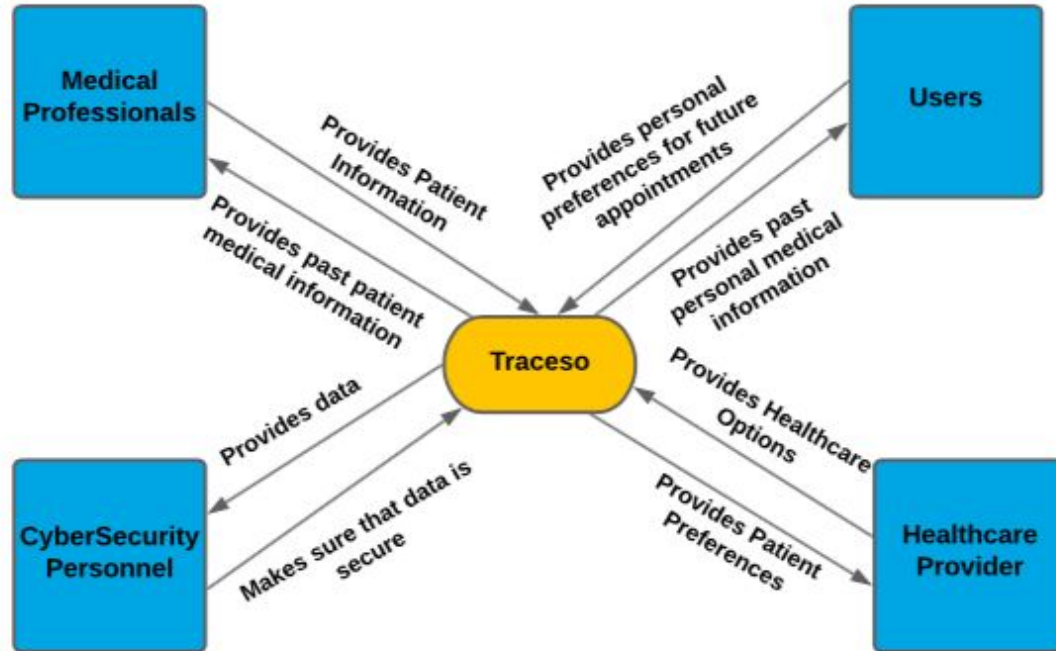 Medical
Professionals
Users
Provides Patient
Information
Provides personal
preferences for future
appointments
Provides past patient
medical information
Provides past
personal medical
information
Traceso
Provides data
Provides Healthcare
Options
CyberSecurity
Personnel
Makes sure that data is
secure
Provides Patient
Preferences
Healthcare
Provider